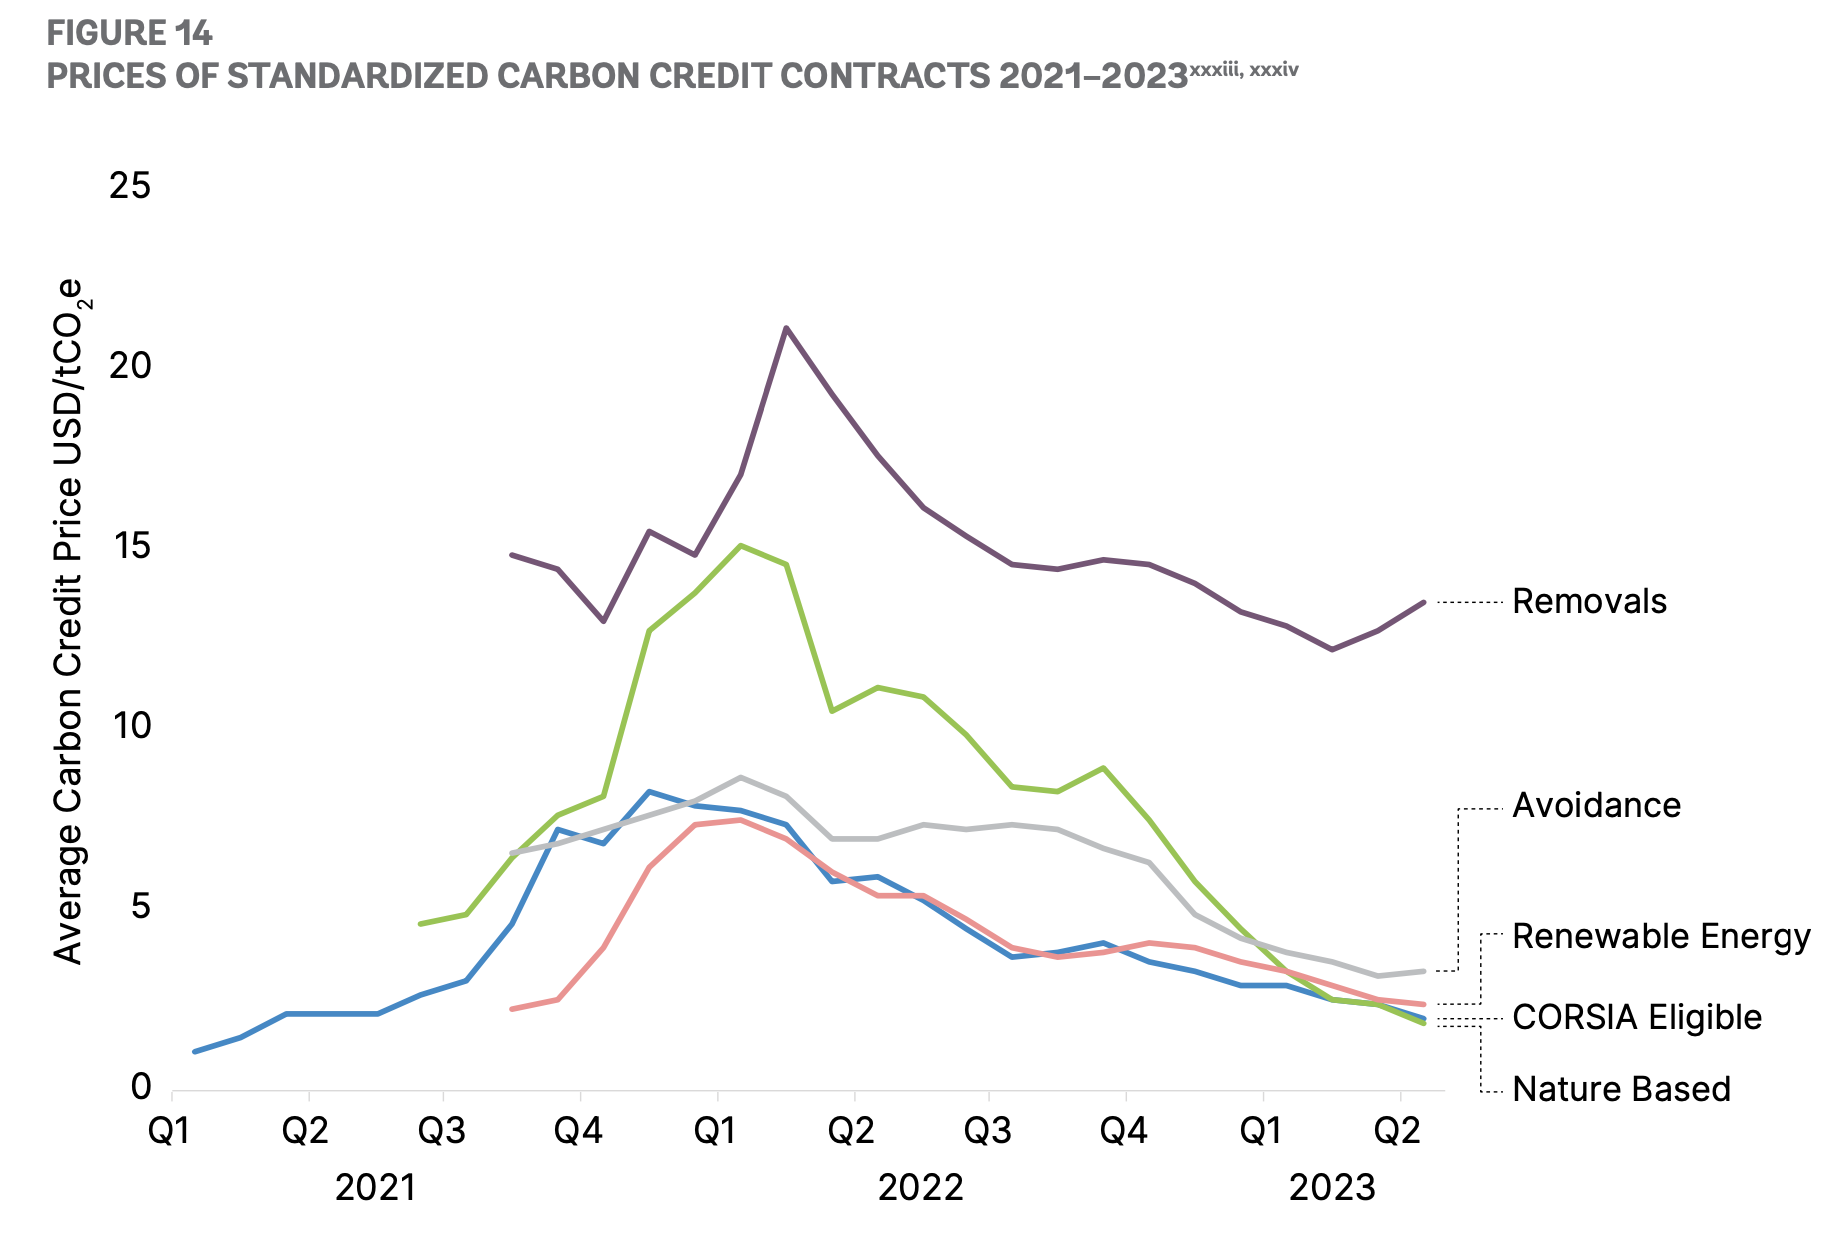 FIGURE 14
PRICES OF STANDARDIZED CARBON CREDIT CONTRACTS 2021–2023xxxiii, xxxiv
Average Carbon Credit Price USD/tCO2e
25
20
15
10
5
0
Q1 Q2 Q3 Q4 Q1 Q2 Q3 Q4 Q1 Q2
2021 2022 2023
Removals
Avoidance
Renewable Energy
CORSIA Eligible
Nature Based